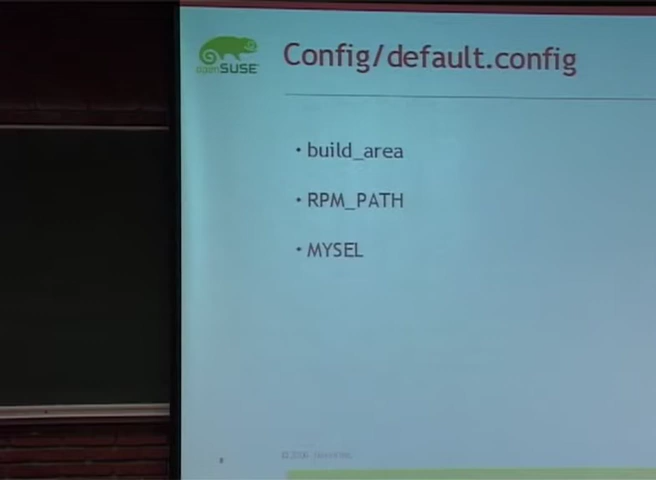 openSUSE
Config/default.config
• build_area
• RPM_PATH
• MYSEL